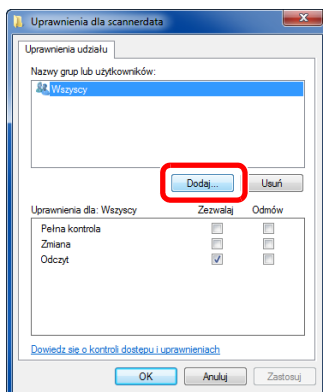 Uprawnienia dla scannerdata
Uprawnienia udziału
Nazwy grup lub użytkowników:
Wszyscy
Dodaj... Usuń
Uprawnienia dla: Wszyscy Zezwalaj Odmów
Pełna kontrola
Zmiana
Odczyt
Dowiedz się o kontroli dostępu i uprawnieniach
OK Anuluj Zastosuj